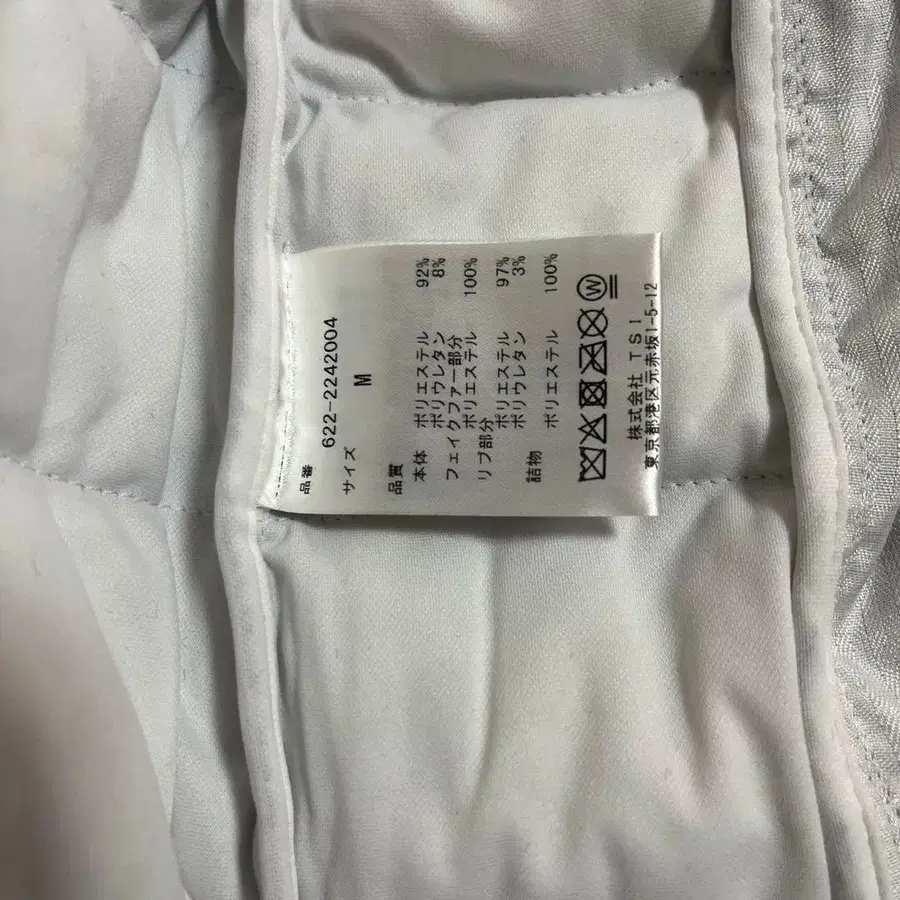 品番
622-2242004
サイズ M
品質
本体 ポリエステル 92%
ポリウレタン 8%
フェイクファー部分
ポリエステル 100%
リブ部分
ポリエステル 97%
ポリウレタン 3%
詰物 ポリエステル 100%
W
株式会社 TSI
東京都港区元赤坂1-5-12